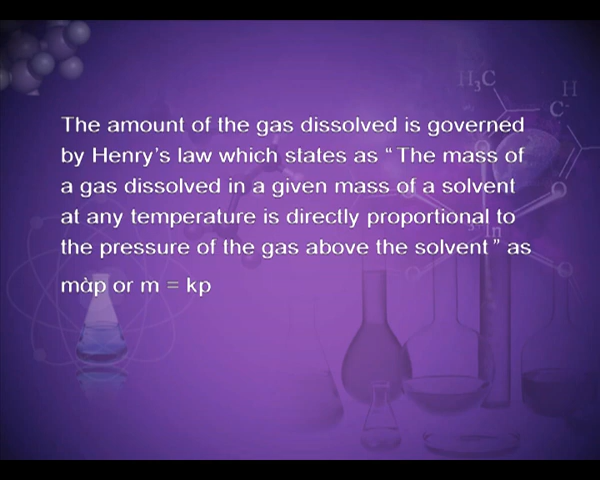 The amount of the gas dissolved is governed
by Henry's law which states as “ The mass of
a gas dissolved in a given mass of a solvent
at any temperature is directly proportional to
the pressure of the gas above the solvent ” as
màp or m = kp
H₃C
H
C
O
O
In